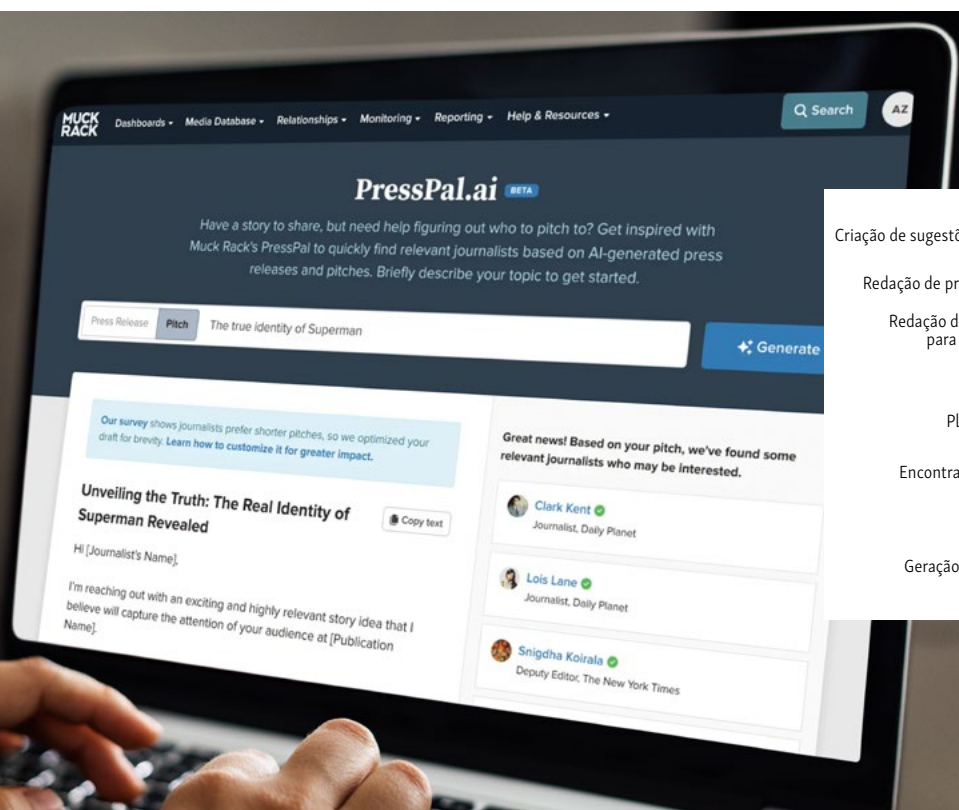 MUCK
RACK
Dashboards Media Database Relationships Monitoring Reporting Help & Resources
Search
AZ
PressPal.ai BETA
Have a story to share, but need help figuring out who to pitch to? Get inspired with
Muck Rack's PressPal to quickly find relevant journalists based on AI-generated press
releases and pitches. Briefly describe your topic to get started.
Press Release Pitch The true identity of Superman
Generate
Our survey shows journalists prefer shorter pitches, so we optimized your
draft for brevity. Learn how to customize it for greater impact.
Unveiling the Truth: The Real Identity of
Superman Revealed
Copy text
Hi [Journalist's Name],
I'm reaching out with an exciting and highly relevant story idea that I
believe will capture the attention of your audience at [Publication
Name].
Great news! Based on your pitch, we've found some
relevant journalists who may be interested.
Clark Kent
Journalist, Daily Planet
Lois Lane
Journalist, Daily Planet
Snigdha Koirala
Deputy Editor, The New York Times
Criação de
Redação de
Redação
para
Geração